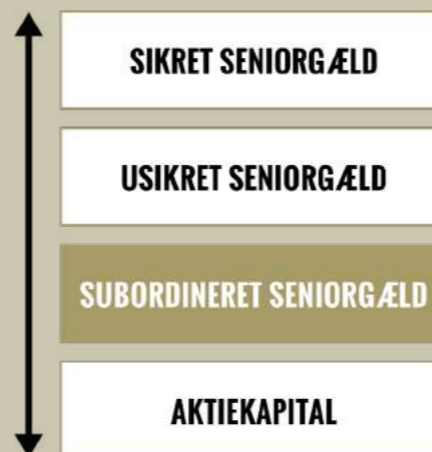 SIKRET SENIORGÆLD
USIKRET SENIORGÆLD
SUBORDINERET SENIORGÆLD
AKTIEKAPITAL